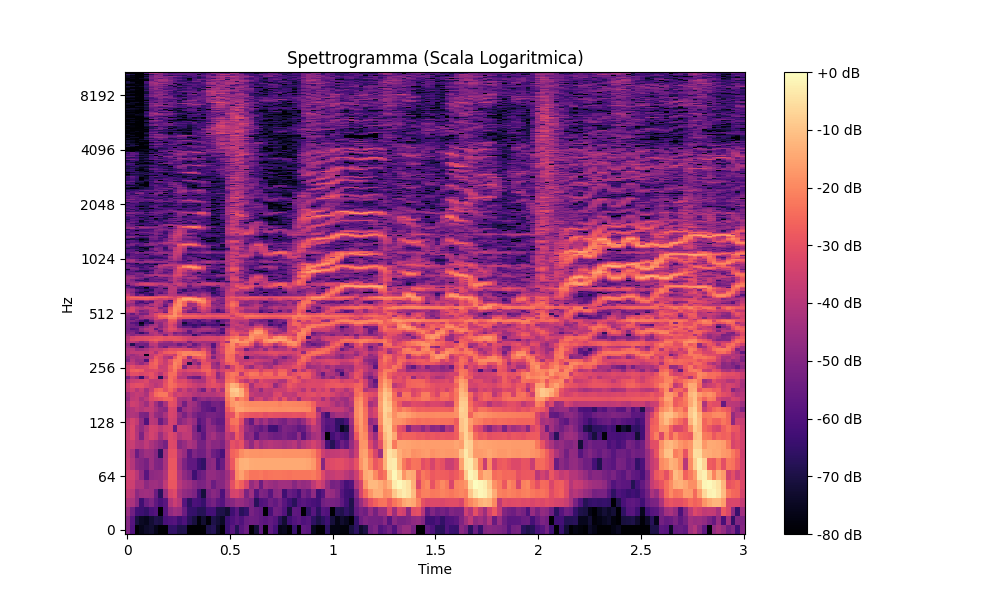 Spettrogramma (Scala Logaritmica)
Hz
8192
4096
2048
1024
512
256
128
64
0
0
0.5
1
1.5
2
2.5
3
Time
+0 dB
-10 dB
-20 dB
-30 dB
-40 dB
-50 dB
-60 dB
-70 dB
-80 dB